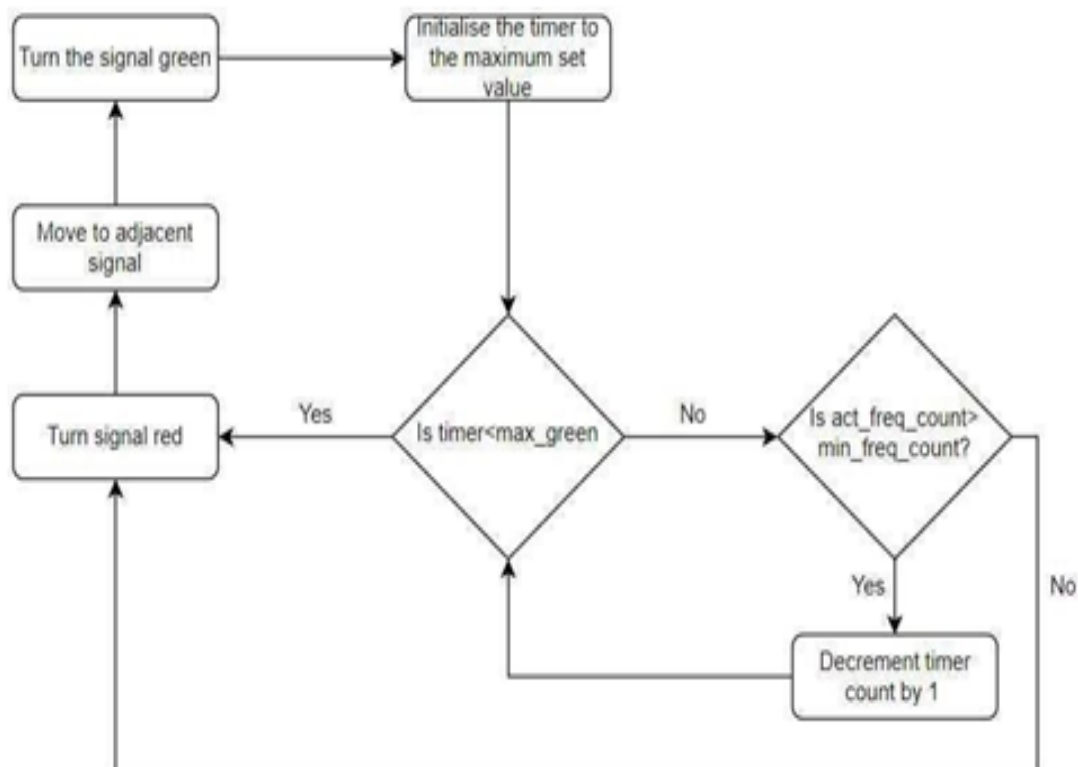 Turn the signal green
Initialise the timer to
the maximum set
value
Move to adjacent
signal
Turn signal red
Yes
Is timer<max_green
No
Is act_freq_count>
min_freq_count?
Yes
No
Decrement timer
count by 1